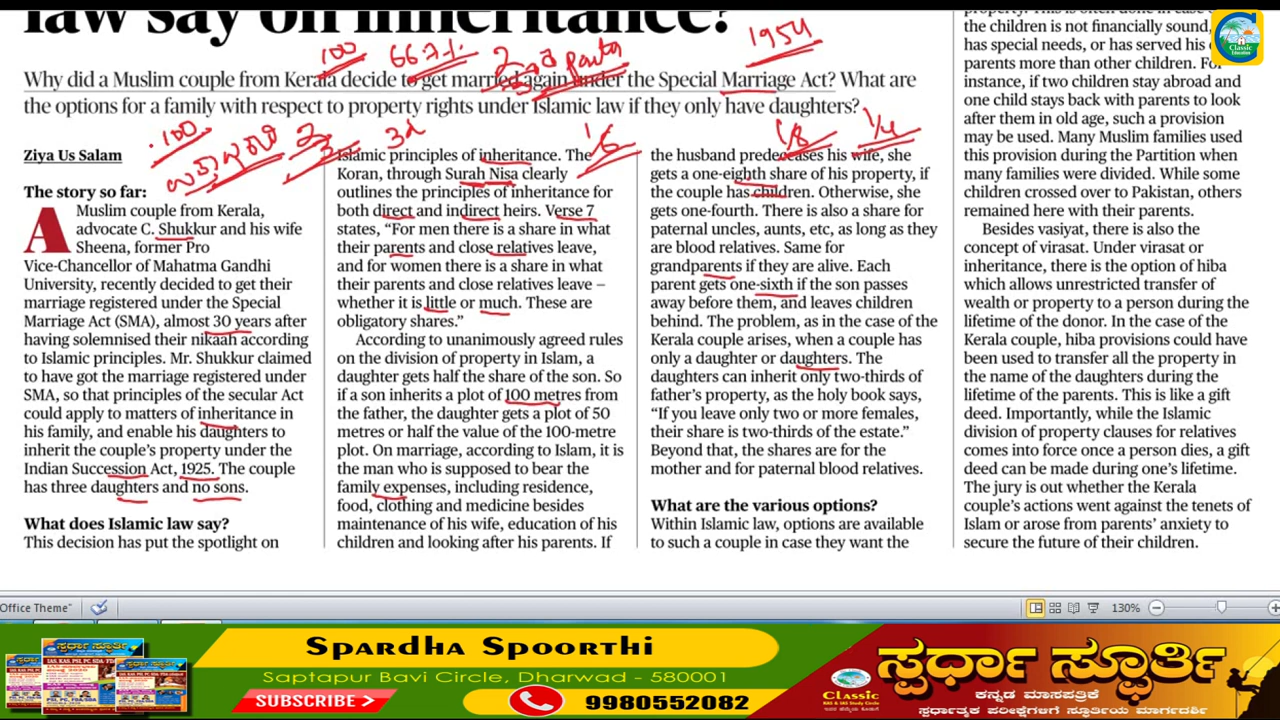 law say on inheritance?
100 66.7% 2 3rd Parta 1954
Why did a Muslim couple from Kerala decide to get married again under the Special Marriage Act? What are
the options for a family with respect to property rights under Islamic law if they only have daughters?
100 2/3 3d 1/6 1/8 1/4
Ziya Us Salam
The story so far:
A Muslim couple from Kerala,
advocate C. Shukkur and his wife
Sheena, former Pro
Vice-Chancellor of Mahatma Gandhi
University, recently decided to get their
marriage registered under the Special
Marriage Act (SMA), almost 30 years after
having solemnised their nikaah according
to Islamic principles. Mr. Shukkur claimed
to have got the marriage registered under
SMA, so that principles of the secular Act
could apply to matters of inheritance in
his family, and enable his daughters to
inherit the couple's property under the
Indian Succession Act, 1925. The couple
has three daughters and no sons.
What does Islamic law say?
This decision has put the spotlight on
Islamic principles of inheritance. The
Koran, through Surah Nisa clearly
outlines the principles of inheritance for
both direct and indirect heirs. Verse 7
states, "For men there is a share in what
their parents and close relatives leave,
and for women there is a share in what
their parents and close relatives leave –
whether it is little or much. These are
obligatory shares."
According to unanimously agreed rules
on the division of property in Islam, a
daughter gets half the share of the son. So
if a son inherits a plot of 100 metres from
the father, the daughter gets a plot of 50
metres or half the value of the 100-metre
plot. On marriage, according to Islam, it is
the man who is supposed to bear the
family expenses, including residence,
food, clothing and medicine besides
maintenance of his wife, education of his
children and looking after his parents. If
the husband predeceases his wife, she
gets a one-eighth share of his property, if
the couple has children. Otherwise, she
gets one-fourth. There is also a share for
paternal uncles, aunts, etc, as long as they
are blood relatives. Same for
grandparents if they are alive. Each
parent gets one-sixth if the son passes
away before them, and leaves children
behind. The problem, as in the case of the
Kerala couple arises, when a couple has
only a daughter or daughters. The
daughters can inherit only two-thirds of
father's property, as the holy book says,
"If you leave only two or more females,
their share is two-thirds of the estate."
Beyond that, the shares are for the
mother and for paternal blood relatives.
What are the various options?
Within Islamic law, options are available
to such a couple in case they want the
the children is not financially sound,
has special needs, or has served his
parents more than other children. For
instance, if two children stay abroad and
one child stays back with parents to look
after them in old age, such a provision
may be used. Many Muslim families used
this provision during the Partition when
many families were divided. While some
children crossed over to Pakistan, others
remained here with their parents.
Besides vasiyat, there is also the
concept of virasat. Under virasat or
inheritance, there is the option of hiba
which allows unrestricted transfer of
wealth or property to a person during the
lifetime of the donor. In the case of the
Kerala couple, hiba provisions could have
been used to transfer all the property in
the name of the daughters during the
lifetime of the parents. This is like a gift
deed. Importantly, while the Islamic
division of property clauses for relatives
comes into force once a person dies, a gift
deed can be made during one's lifetime.
The jury is out whether the Kerala
couple's actions went against the tenets of
Islam or arose from parents' anxiety to
secure the future of their children.
Classic
Education
Office Theme"
130%
Spardha Spoorthi
Saptapur Bavi Circle, Dharwad - 580001
SUBSCRIBE
9980552082
Classic
KAS & IAS Study Circle
ಸ್ಪರ್ಧಾ ಸ್ಫೂರ್ತಿ
ಕನ್ನಡ ಮಾಸಪತ್ರಿಕೆ
ಸ್ಪರ್ಧಾತ್ಮಕ ಪರೀಕ್ಷೆಗಳಿಗೆ ಸ್ಫೂರ್ತಿಯ ಮಾರ್ಗದರ್ಶಿ